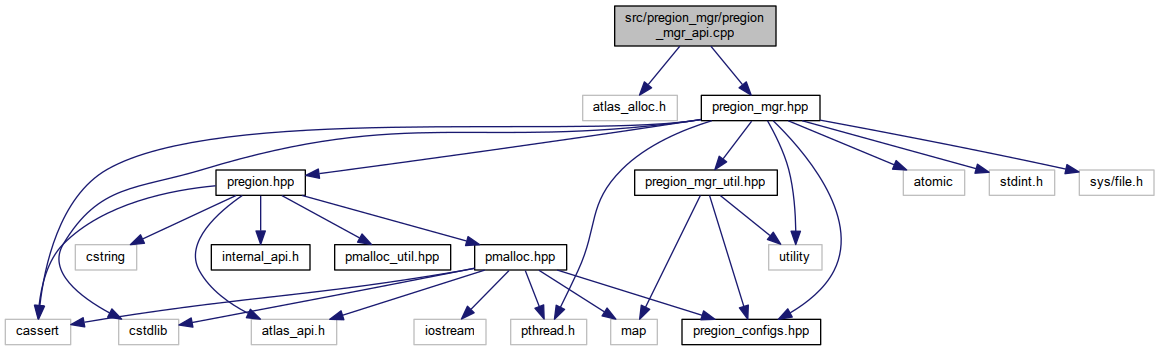 src/pregion_mgr/pregion
_mgr_api.cpp
atlas_alloc.h
pregion_mgr.hpp
pregion.hpp
pregion_mgr_util.hpp
atomic
stdint.h
sys/file.h
cstring
internal_api.h
pmalloc_util.hpp
pmalloc.hpp
utility
cassert
cstdlib
atlas_api.h
iostream
pthread.h
map
pregion_configs.hpp